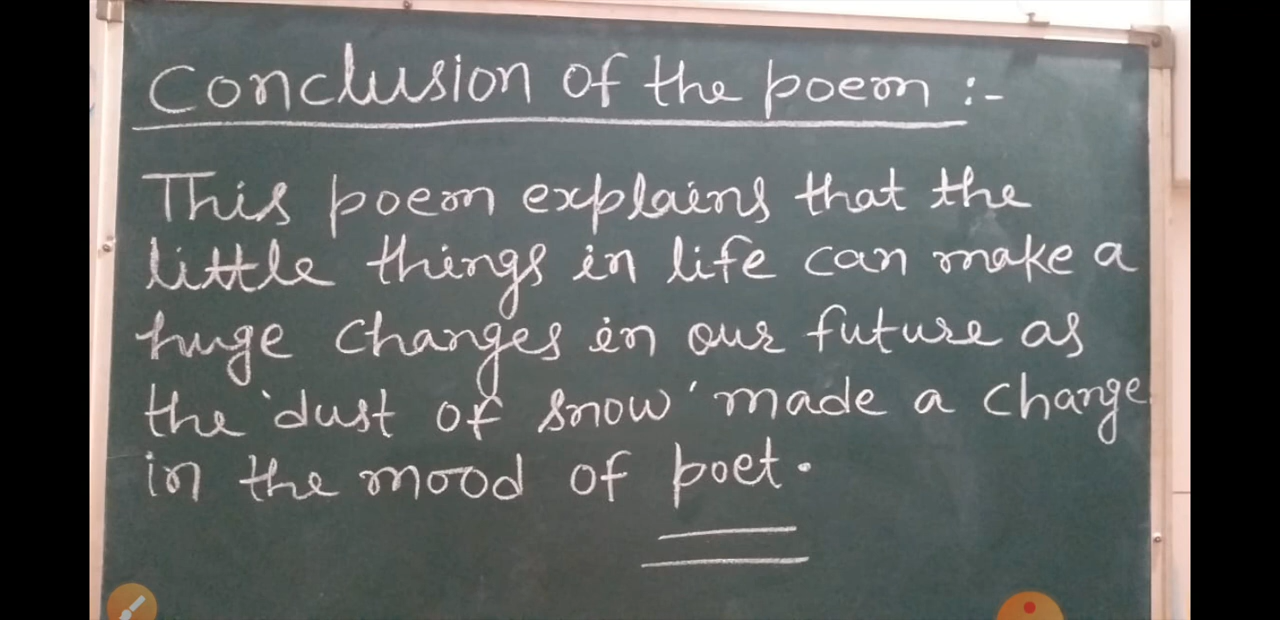 Conclusion of the poem :-
This poem explains that the
little things in life can make a
huge changes in our future as
the 'dust of snow' made a change
in the mood of poet.